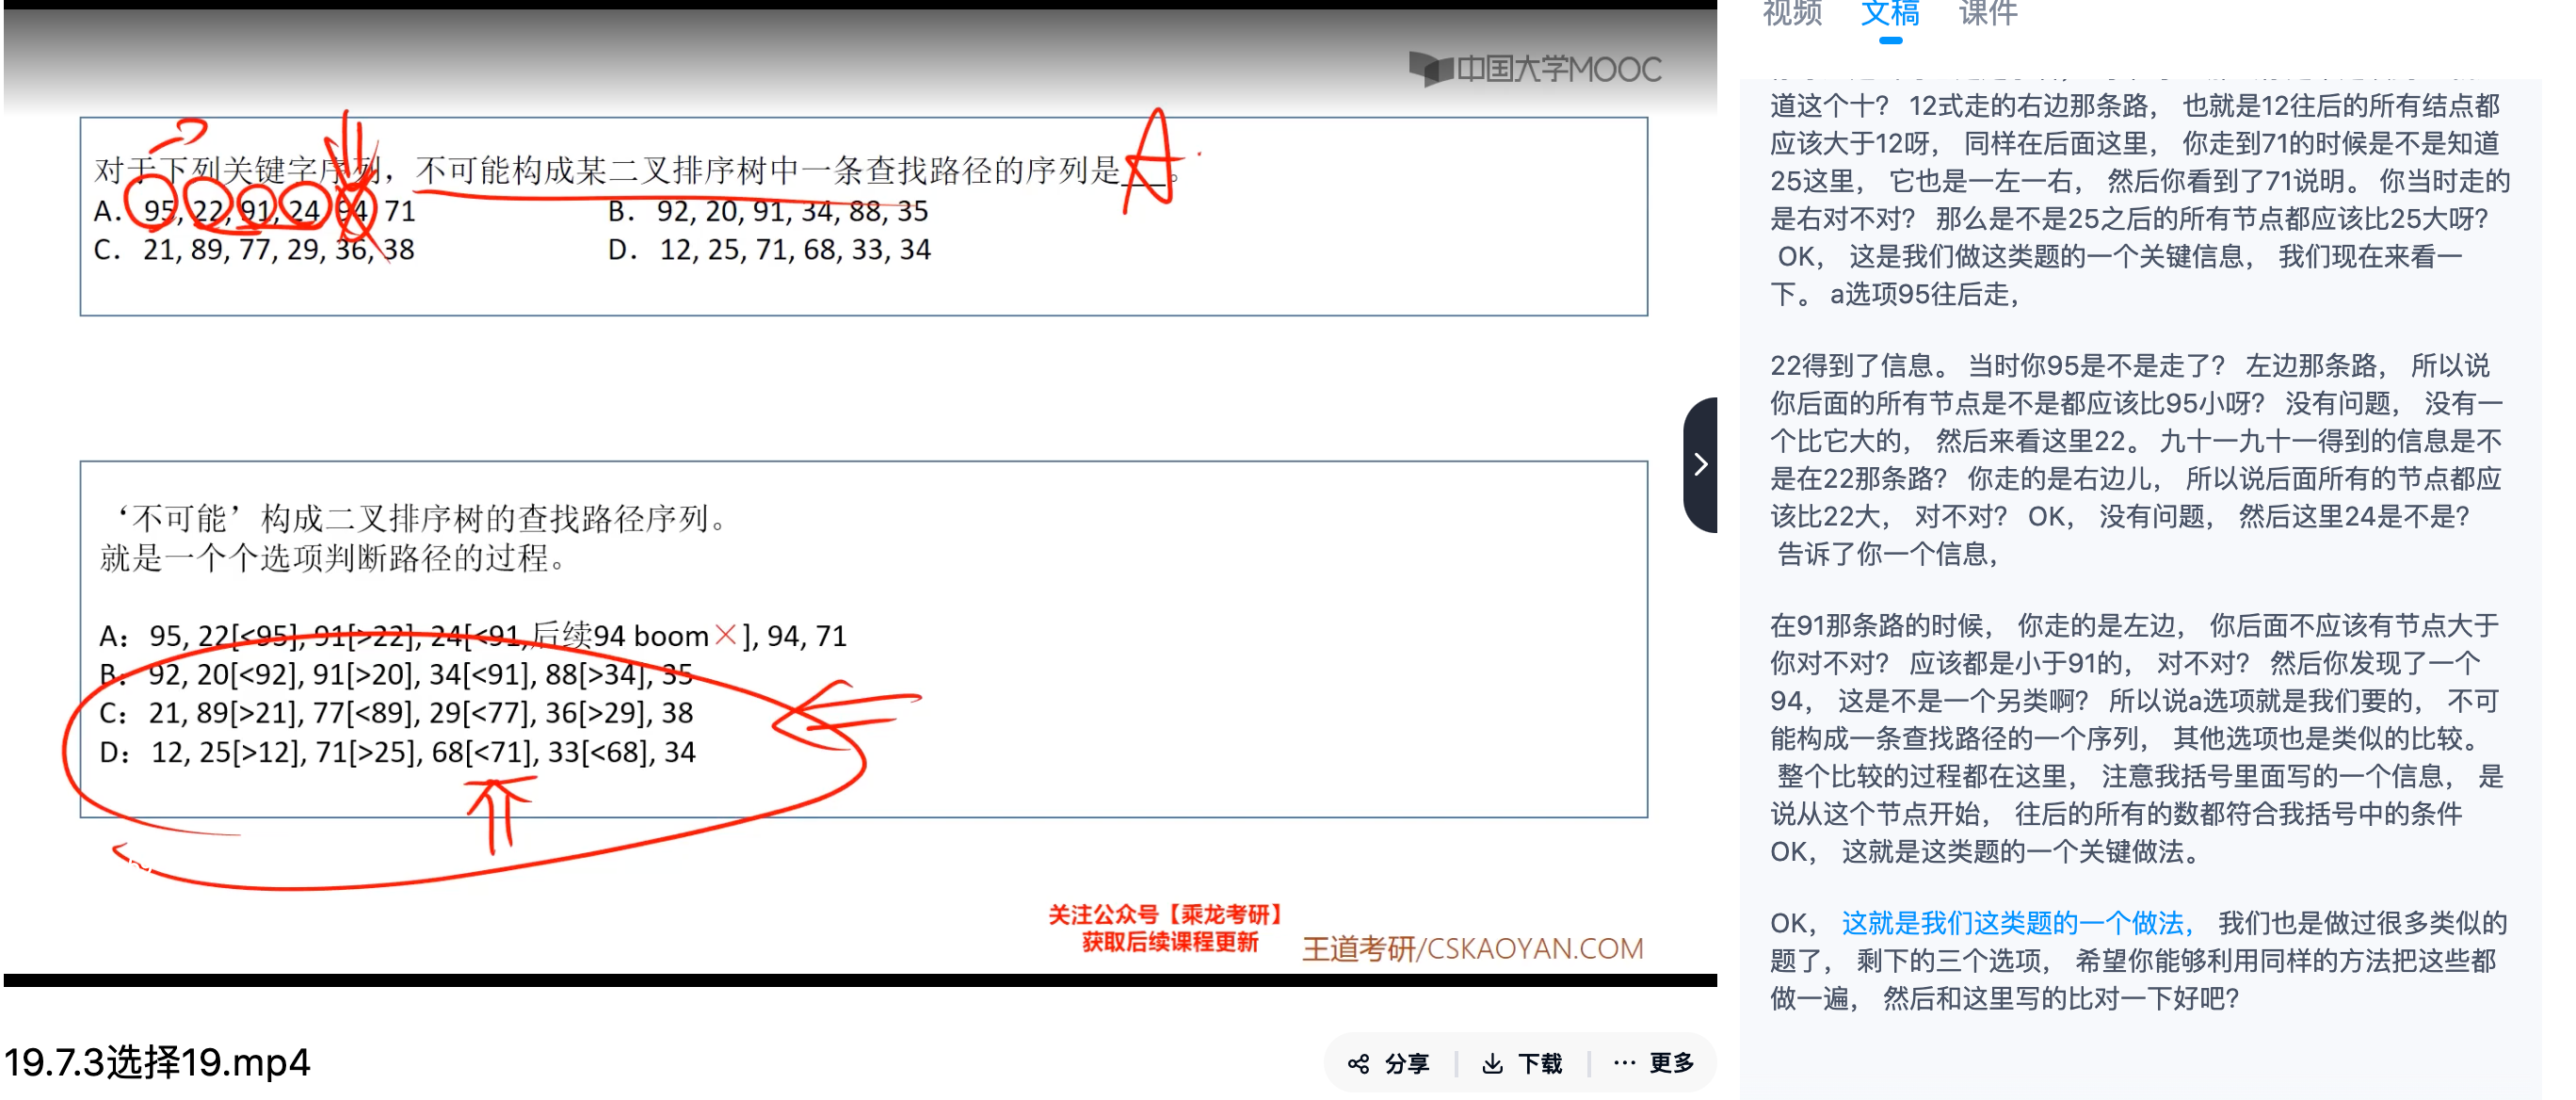 中国大学MOOC
对于下列关键字序列，不可能构成某二叉排序树中一条查找路径的序列是___。
A
A. 95, 22, 91, 24, 94, 71
B. 92, 20, 91, 34, 88, 35
C. 21, 89, 77, 29, 36, 38
D. 12, 25, 71, 68, 33, 34
‘不可能’构成二叉排序树的查找路径序列。
就是一个个选项判断路径的过程。
A：95, 22[<95], 91[>22], 24[<91,后续94 boom×], 94, 71
B：92, 20[<92], 91[>20], 34[<91], 88[>34], 35
C：21, 89[>21], 77[<89], 29[<77], 36[>29], 38
D：12, 25[>12], 71[>25], 68[<71], 33[<68], 34
关注公众号【乘龙考研】
获取后续课程更新
王道考研/CSKAOYAN.COM
19.7.3选择19.mp4
分享
下载
更多
视频 文稿 课件
道这个十？ 12式走的右边那条路， 也就是12往后的所有结点都
应该大于12呀， 同样在后面这里， 你走到71的时候是不是知道
25这里， 它也是一左一右， 然后你看到了71说明。 你当时走的
是右对不对？ 那么是不是25之后的所有节点都应该比25大呀？
OK， 这是我们做这类题的一个关键信息， 我们现在来看一
下。 a选项95往后走，
22得到了信息。 当时你95是不是走了？ 左边那条路， 所以说
你后面的所有节点是不是都应该比95小呀？ 没有问题， 没有一
个比它大的， 然后来看这里22。 九十一九十一得到的信息是不
是在22那条路？ 你走的是右边儿， 所以说后面所有的节点都应
该比22大， 对不对？ OK， 没有问题， 然后这里24是不是？
告诉了你一个信息，
在91那条路的时候， 你走的是左边， 你后面不应该有节点大于
你对不对？ 应该都是小于91的， 对不对？ 然后你发现了一个
94， 这是不是一个另类啊？ 所以说a选项就是我们要的， 不可
能构成一条查找路径的一个序列， 其他选项也是类似的比较。
整个比较的过程都在这里， 注意我括号里面写的一个信息， 是
说从这个节点开始， 往后的所有的数都符合我括号中的条件
OK， 这就是这类题的一个关键做法。
OK， 这就是我们这类题的一个做法， 我们也是做过很多类似的
题了， 剩下的三个选项， 希望你能够利用同样的方法把这些都
做一遍， 然后和这里写的比对一下好吧？